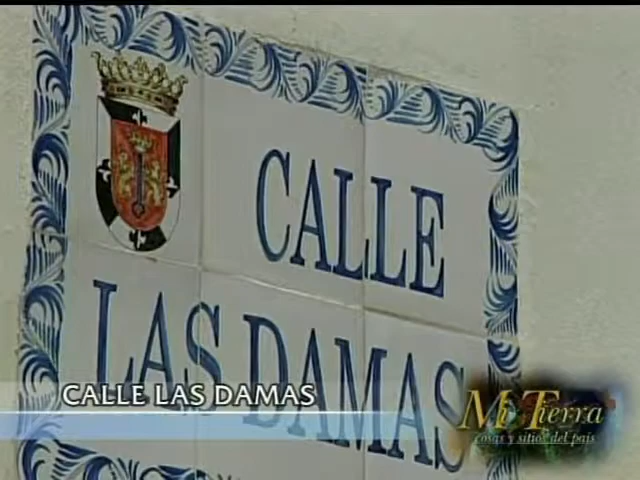 CALLE
LAS DAMAS
CALLE LAS DAMAS
Mi Tierra
cosas y sitios del país